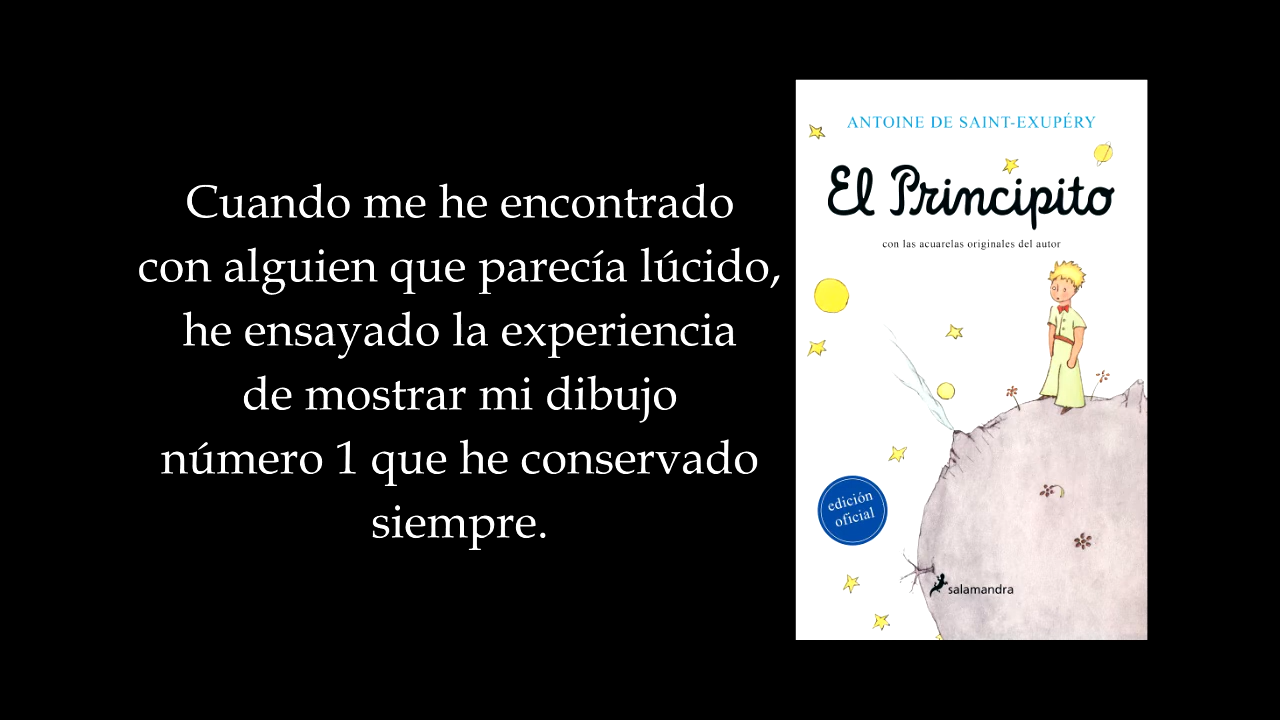 Cuando me he encontrado
con alguien que parecía lúcido,
he ensayado la experiencia
de mostrar mi dibujo
número 1 que he conservado
siempre.
ANTOINE DE SAINT-EXUPÉRY
El Principito
con las acuarelas originales del autor
edición
oficial
salamandra